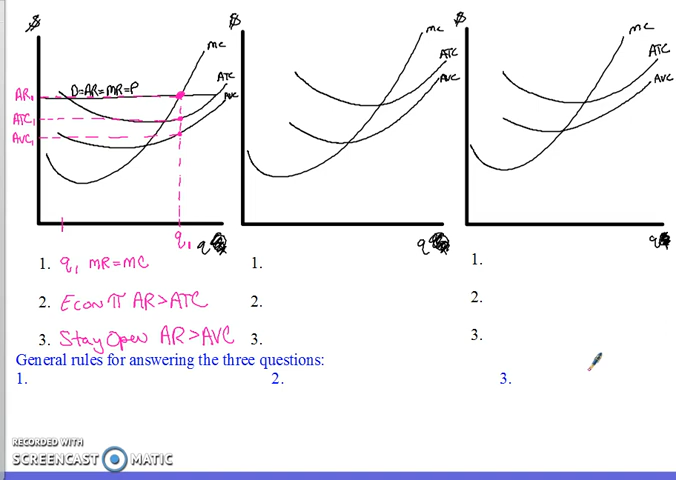 $ $ $
MC MC MC
ATC ATC ATC
AVC AVC AVC
D=AR=MR=P
AR1
ATC1
AVC1
q1 q q q
1. q1 MR=MC
2. Econ π AR>ATC
3. Stay Open AR>AVC
1.
2.
3.
1.
2.
3.
General rules for answering the three questions:
1. 2. 3.
RECORDED WITH
SCREENCAST MATIC